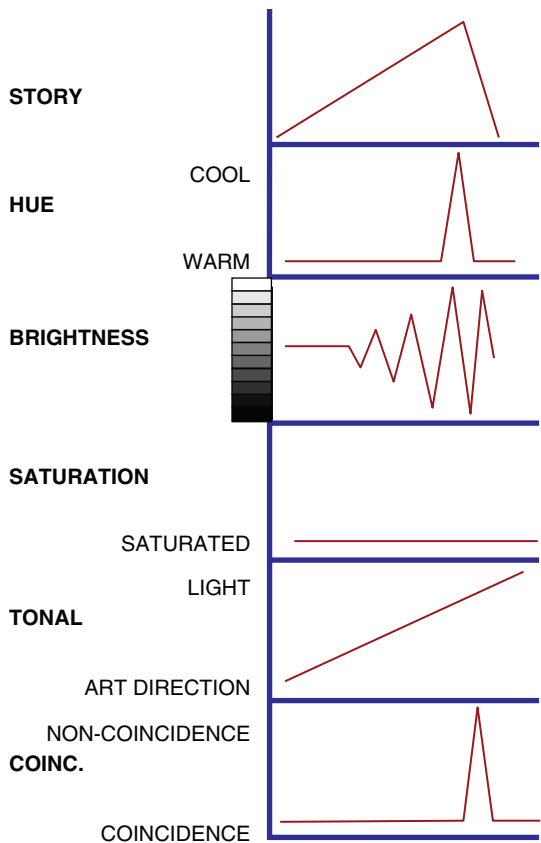 STORY
COOL
HUE
WARM
BRIGHTNESS
SATURATION
SATURATED
LIGHT
TONAL
ART DIRECTION
NON-COINCIDENCE
COINC.
COINCIDENCE